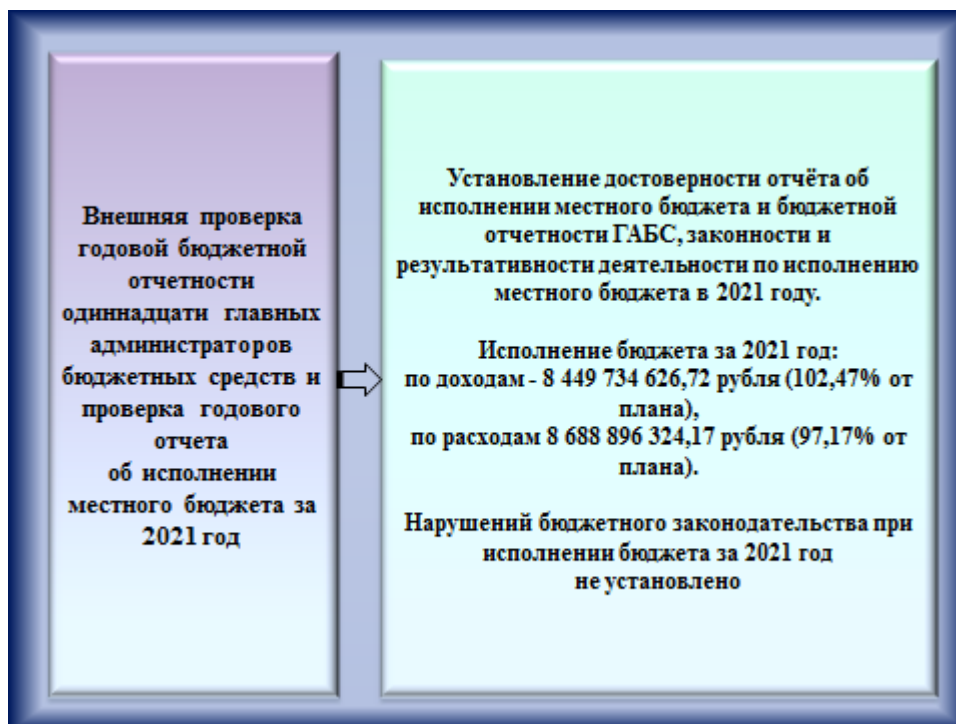 Внешняя проверка
годовой бюджетной
отчетности
одиннадцати главных
администраторов
бюджетных средств и
проверка годового
отчета
об исполнении
местного бюджета за
2021 год
Установление достоверности отчёта об
исполнении местного бюджета и бюджетной
отчетности ГАБС, законности и
результативности деятельности по исполнению
местного бюджета в 2021 году.
Исполнение бюджета за 2021 год:
по доходам - 8 449 734 626,72 рубля (102,47% от
плана),
по расходам 8 688 896 324,17 рубля (97,17% от
плана).
Нарушений бюджетного законодательства при
исполнении бюджета за 2021 год
не установлено